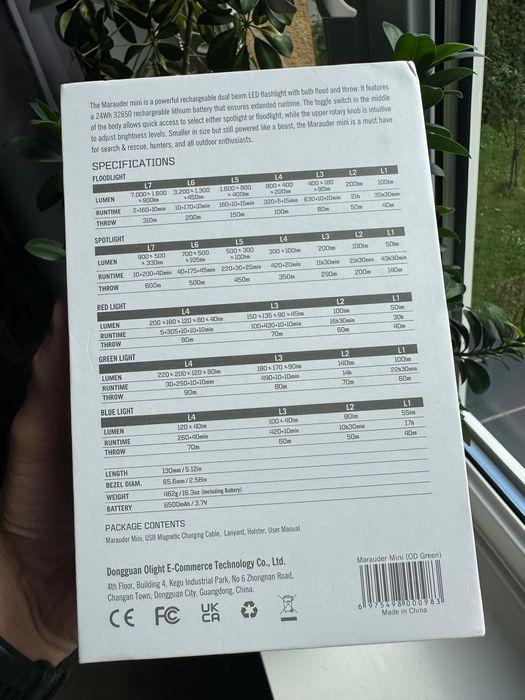 The Marauder mini is a powerful rechargeable dual beam LED flashlight with both flood and throw. It features
a 24Wh 32650 rechargeable lithium battery that ensures extended runtime. The toggle switch in the middle
of the body allows quick access to select either spotlight or floodlight, while the upper rotary knob is intuitive
to adjust brightness levels. Smaller in size but still powered like a beast, the Marauder mini is a must have
for search & rescue, hunters, and all outdoor enthusiasts.
SPECIFICATIONS
FLOODLIGHT
L7 L6 L5 L4 L3 L2 L1
LUMEN 7,000~1,600~900lm 3,200~1,300~450lm 1,600~800~400lm 800~400~200lm 400~180~90lm 200lm 100lm
RUNTIME 2+160+10min 10+170+10min 160+10+15min 320+5+15min 630+10+10min 21h 35h30min
THROW 310m 200m 150m 100m 80m 50m 40m
SPOTLIGHT
L7 L6 L5 L4 L3 L2 L1
LUMEN 900~500~330lm 700~500~105lm 500~300~100lm 300~100lm 200lm 100lm 50lm
RUNTIME 10+200+40min 40+175+45min 220+30+20min 420+20min 11h30min 21h30min 43h30min
THROW 600m 500m 450m 350m 290m 200m 140m
RED LIGHT
L4 L3 L2 L1
LUMEN 200~180~120~80~40lm 150~135~90~45lm 100lm 50lm
RUNTIME 5+305+10+10+10min 100+430+10+10min 16h30min 30h
THROW 90m 70m 60m 40m
GREEN LIGHT
L4 L3 L2 L1
LUMEN 220~200~120~90lm 180~170~90lm 140lm 100lm
RUNTIME 30+250+10+10min 490+10+10min 14h 22h30min
THROW 90m 80m 70m 60m
BLUE LIGHT
L4 L3 L2 L1
LUMEN 120~40lm 100~40lm 80lm 55lm
RUNTIME 260+40min 420+10min 10h30min 17h
THROW 70m 60m 50m 40m
LENGTH 130mm/5.12in
BEZEL DIAM. 65.6mm/2.58in
WEIGHT 462g/16.3oz (Including Battery)
BATTERY 6500mAh/3.7V
PACKAGE CONTENTS
Marauder Mini, USB Magnetic Charging Cable, Lanyard, Holster, User Manual
Dongguan Olight E-Commerce Technology Co., Ltd.
4th Floor, Building 4, Kegu Industrial Park, No 6 Zhongnan Road,
Changan Town, Dongguan City, Guangdong, China.
CE FC UK CA
Marauder Mini (OD Green)
6 975498 000983
Made in China